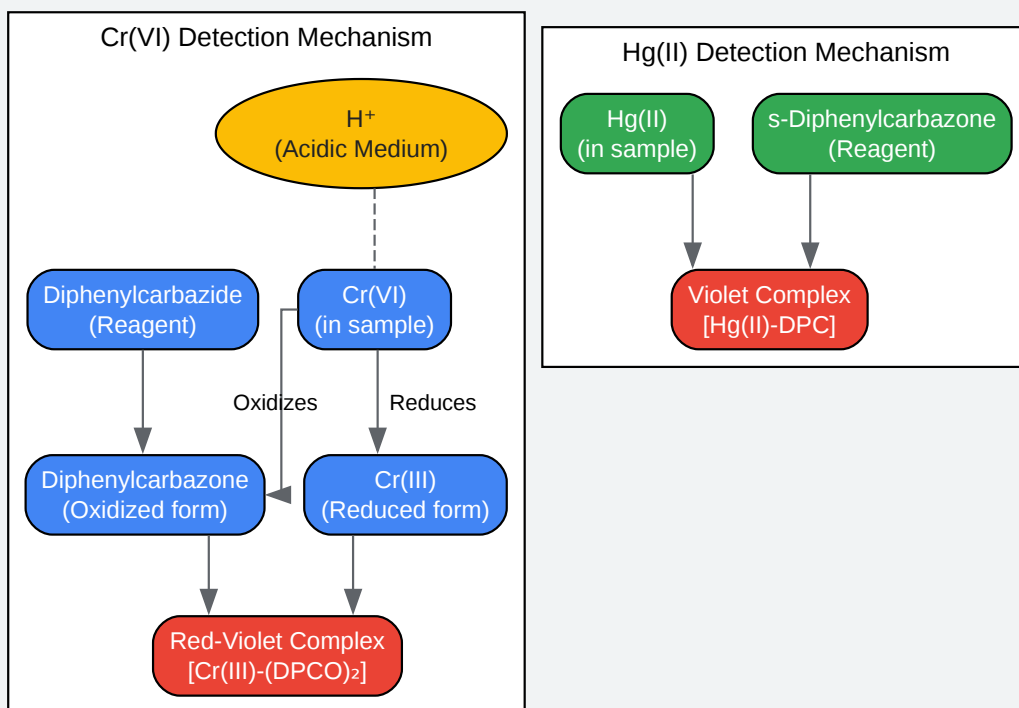 Cr(VI) Detection Mechanism
H⁺
(Acidic Medium)
Diphenylcarbazide
(Reagent)
Cr(VI)
(in sample)
Oxidizes
Reduces
Diphenylcarbazone
(Oxidized form)
Cr(III)
(Reduced form)
Red-Violet Complex
[Cr(III)-(DPCO)₂]
Hg(II) Detection Mechanism
Hg(II)
(in sample)
s-Diphenylcarbazone
(Reagent)
Violet Complex
[Hg(II)-DPC]